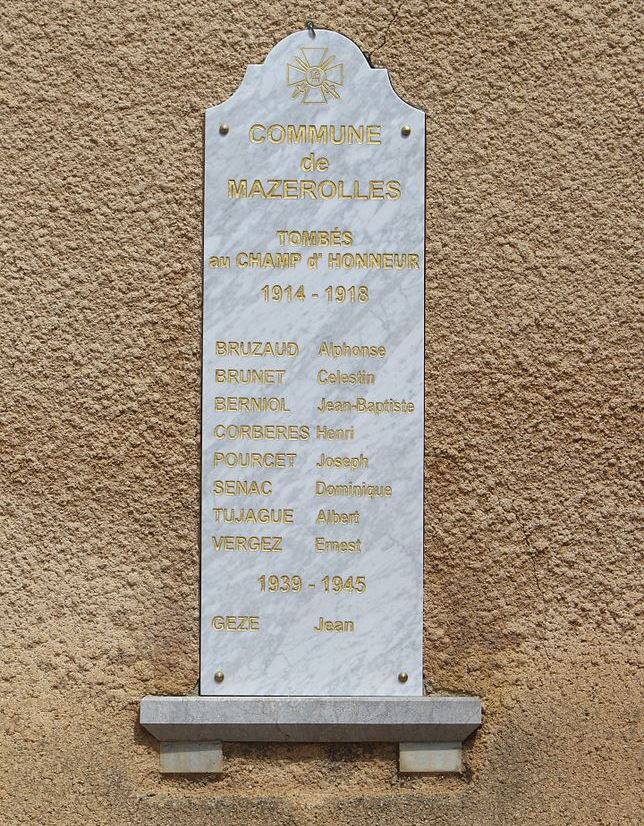 COMMUNE
de
MAZEROLLES
TOMBÉS
au CHAMP d' HONNEUR
1914 - 1918
BRUZAUD Alphonse
BRUNET Celestin
BERNIOL Jean-Baptiste
CORBERES Henri
POURCET Joseph
SENAC Dominique
TUJAGUE Albert
VERGEZ Ernest
1939 - 1945
GEZE Jean